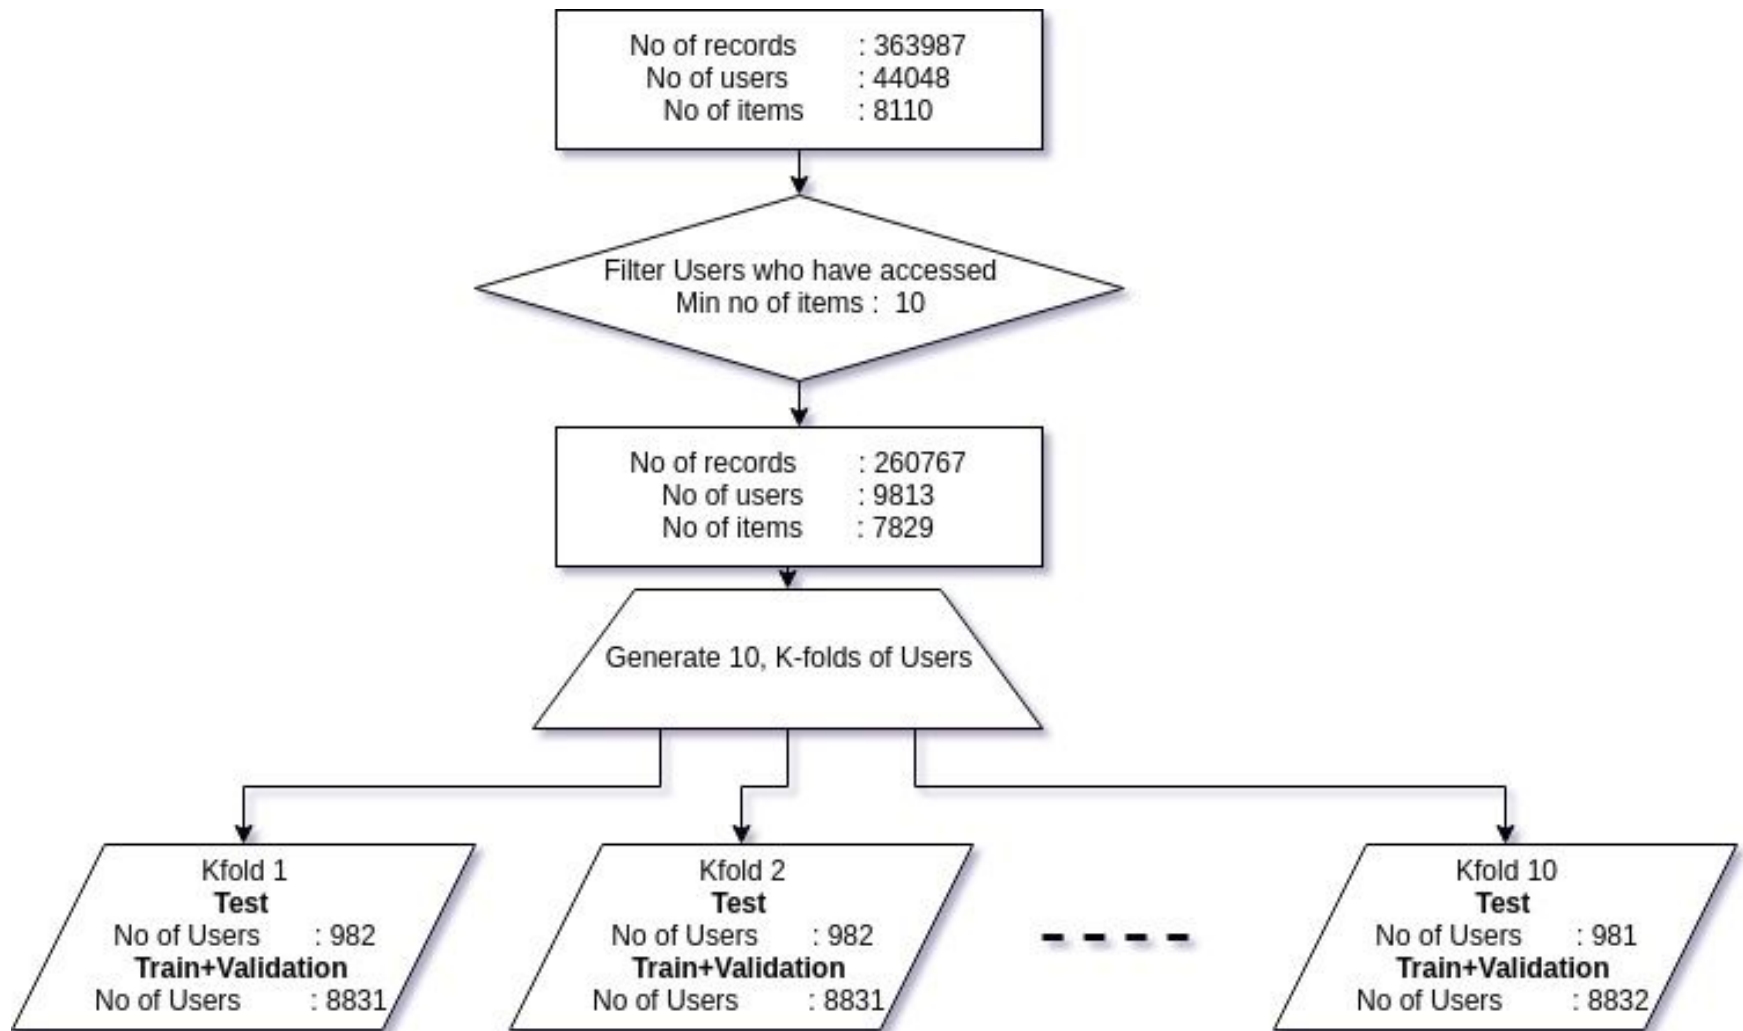 No of records : 363987
No of users : 44048
No of items : 8110
Filter Users who have accessed
Min no of items : 10
No of records : 260767
No of users : 9813
No of items : 7829
Generate 10, K-folds of Users
Kfold 1
Test
No of Users : 982
Train+Validation
No of Users : 8831
Kfold 2
Test
No of Users : 982
Train+Validation
No of Users : 8831
Kfold 10
Test
No of Users : 981
Train+Validation
No of Users : 8832